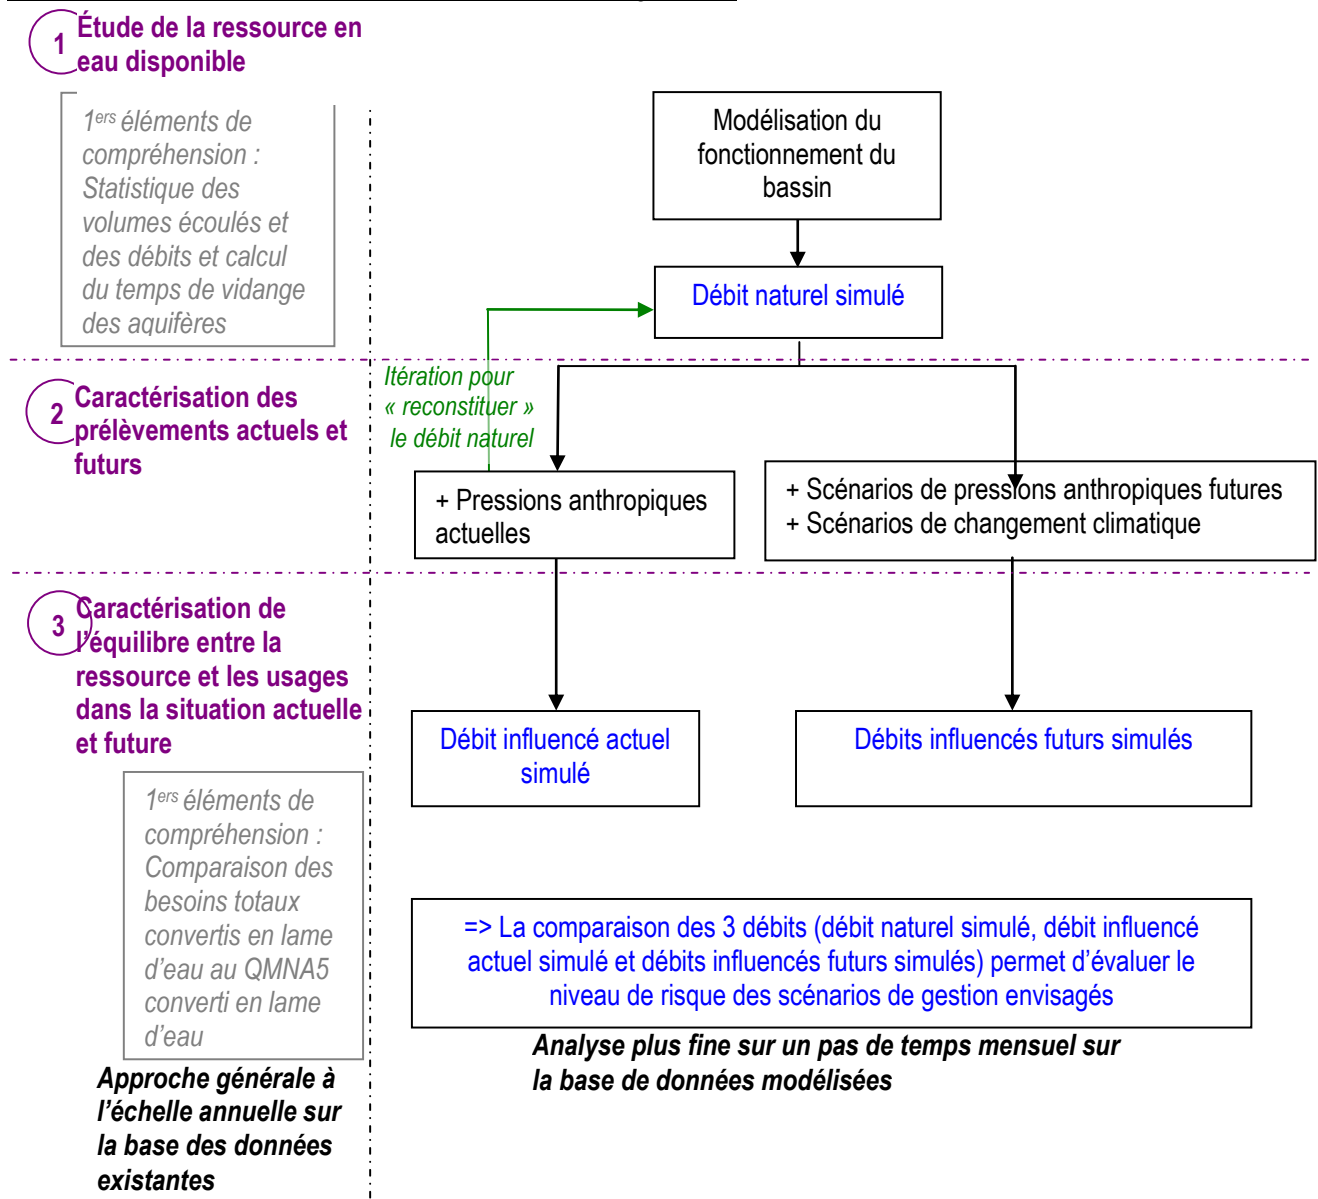 1
Étude de la ressource en
eau disponible
1ers éléments de
compréhension :
Statistique des
volumes écoulés et
des débits et calcul
du temps de vidange
des aquifères
Modélisation du
fonctionnement du
bassin
Débit naturel simulé
2
Caractérisation des
prélèvements actuels et
futurs
Itération pour
« reconstituer »
le débit naturel
+ Pressions anthropiques
actuelles
+ Scénarios de pressions anthropiques futures
+ Scénarios de changement climatique
3
Caractérisation de
l’équilibre entre la
ressource et les usages
dans la situation actuelle
et future
Débit influencé actuel
simulé
Débits influencés futurs simulés
1ers éléments de
compréhension :
Comparaison des
besoins totaux
convertis en lame
d’eau au QMNA5
converti en lame
d’eau
=> La comparaison des 3 débits (débit naturel simulé, débit influencé
actuel simulé et débits influencés futurs simulés) permet d’évaluer le
niveau de risque des scénarios de gestion envisagés
Approche générale à
l’échelle annuelle sur
la base des données
existantes
Analyse plus fine sur un pas de temps mensuel sur
la base de données modélisées